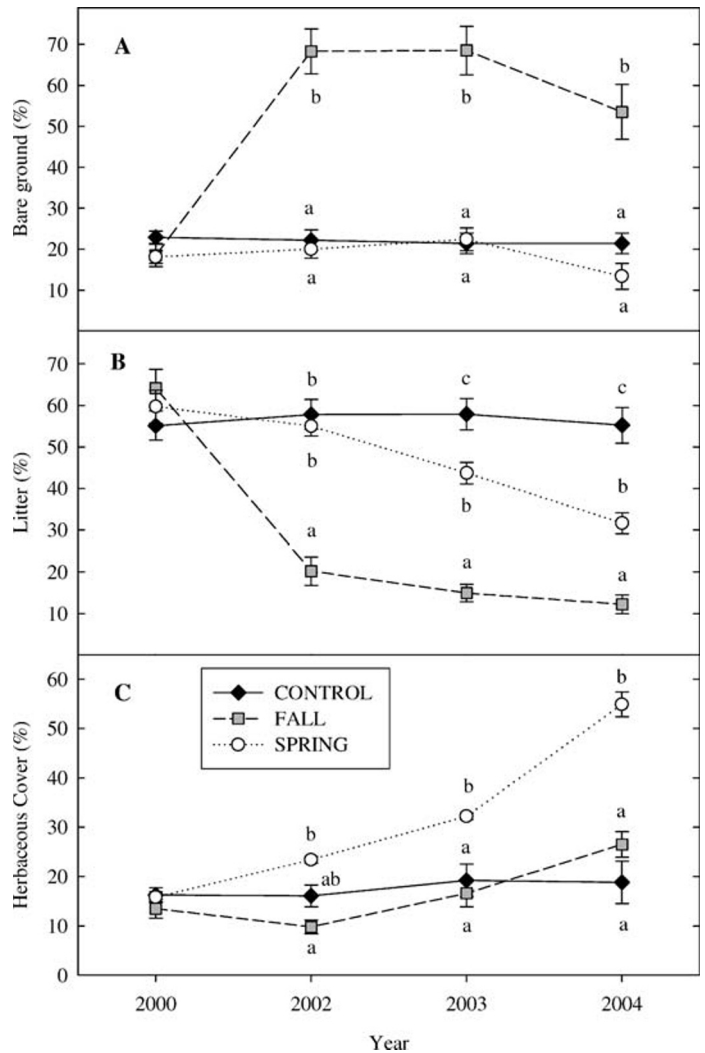 A
70
60
50
40
30
20
10
Bare ground (%)
b
b
b
a
a
a
a
a
a
B
70
60
50
40
30
20
10
Litter (%)
b
c
c
b
b
b
a
a
a
C
60
50
40
30
20
10
0
Herbaceous Cover (%)
CONTROL
FALL
SPRING
b
b
b
ab
a
a
a
a
a
2000 2002 2003 2004
Year